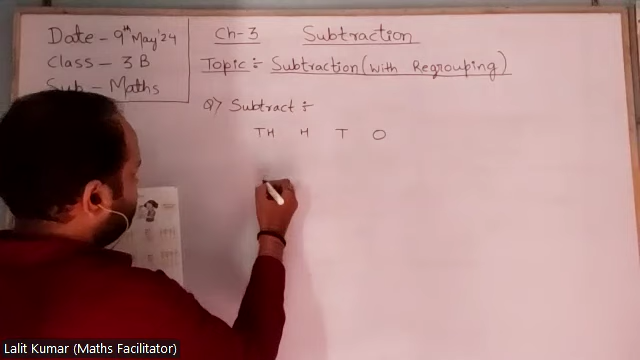 Date - 9th May'24
Class - 3 B
Sub - Maths
Ch-3 Subtraction
Topic :- Subtraction (With Regrouping)
Q) Subtract :-
TH H T O
Lalit Kumar (Maths Facilitator)